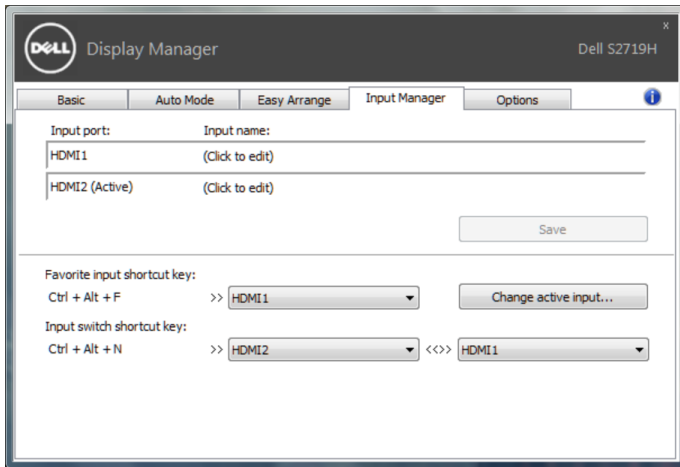 DELL Display Manager Dell S2719H x
Basic Auto Mode Easy Arrange Input Manager Options i
Input port: Input name:
HDMI1 (Click to edit)
HDMI2 (Active) (Click to edit)
Save
Favorite input shortcut key:
Ctrl + Alt + F >> HDMI1 Change active input...
Input switch shortcut key:
Ctrl + Alt + N >> HDMI2 <<>> HDMI1